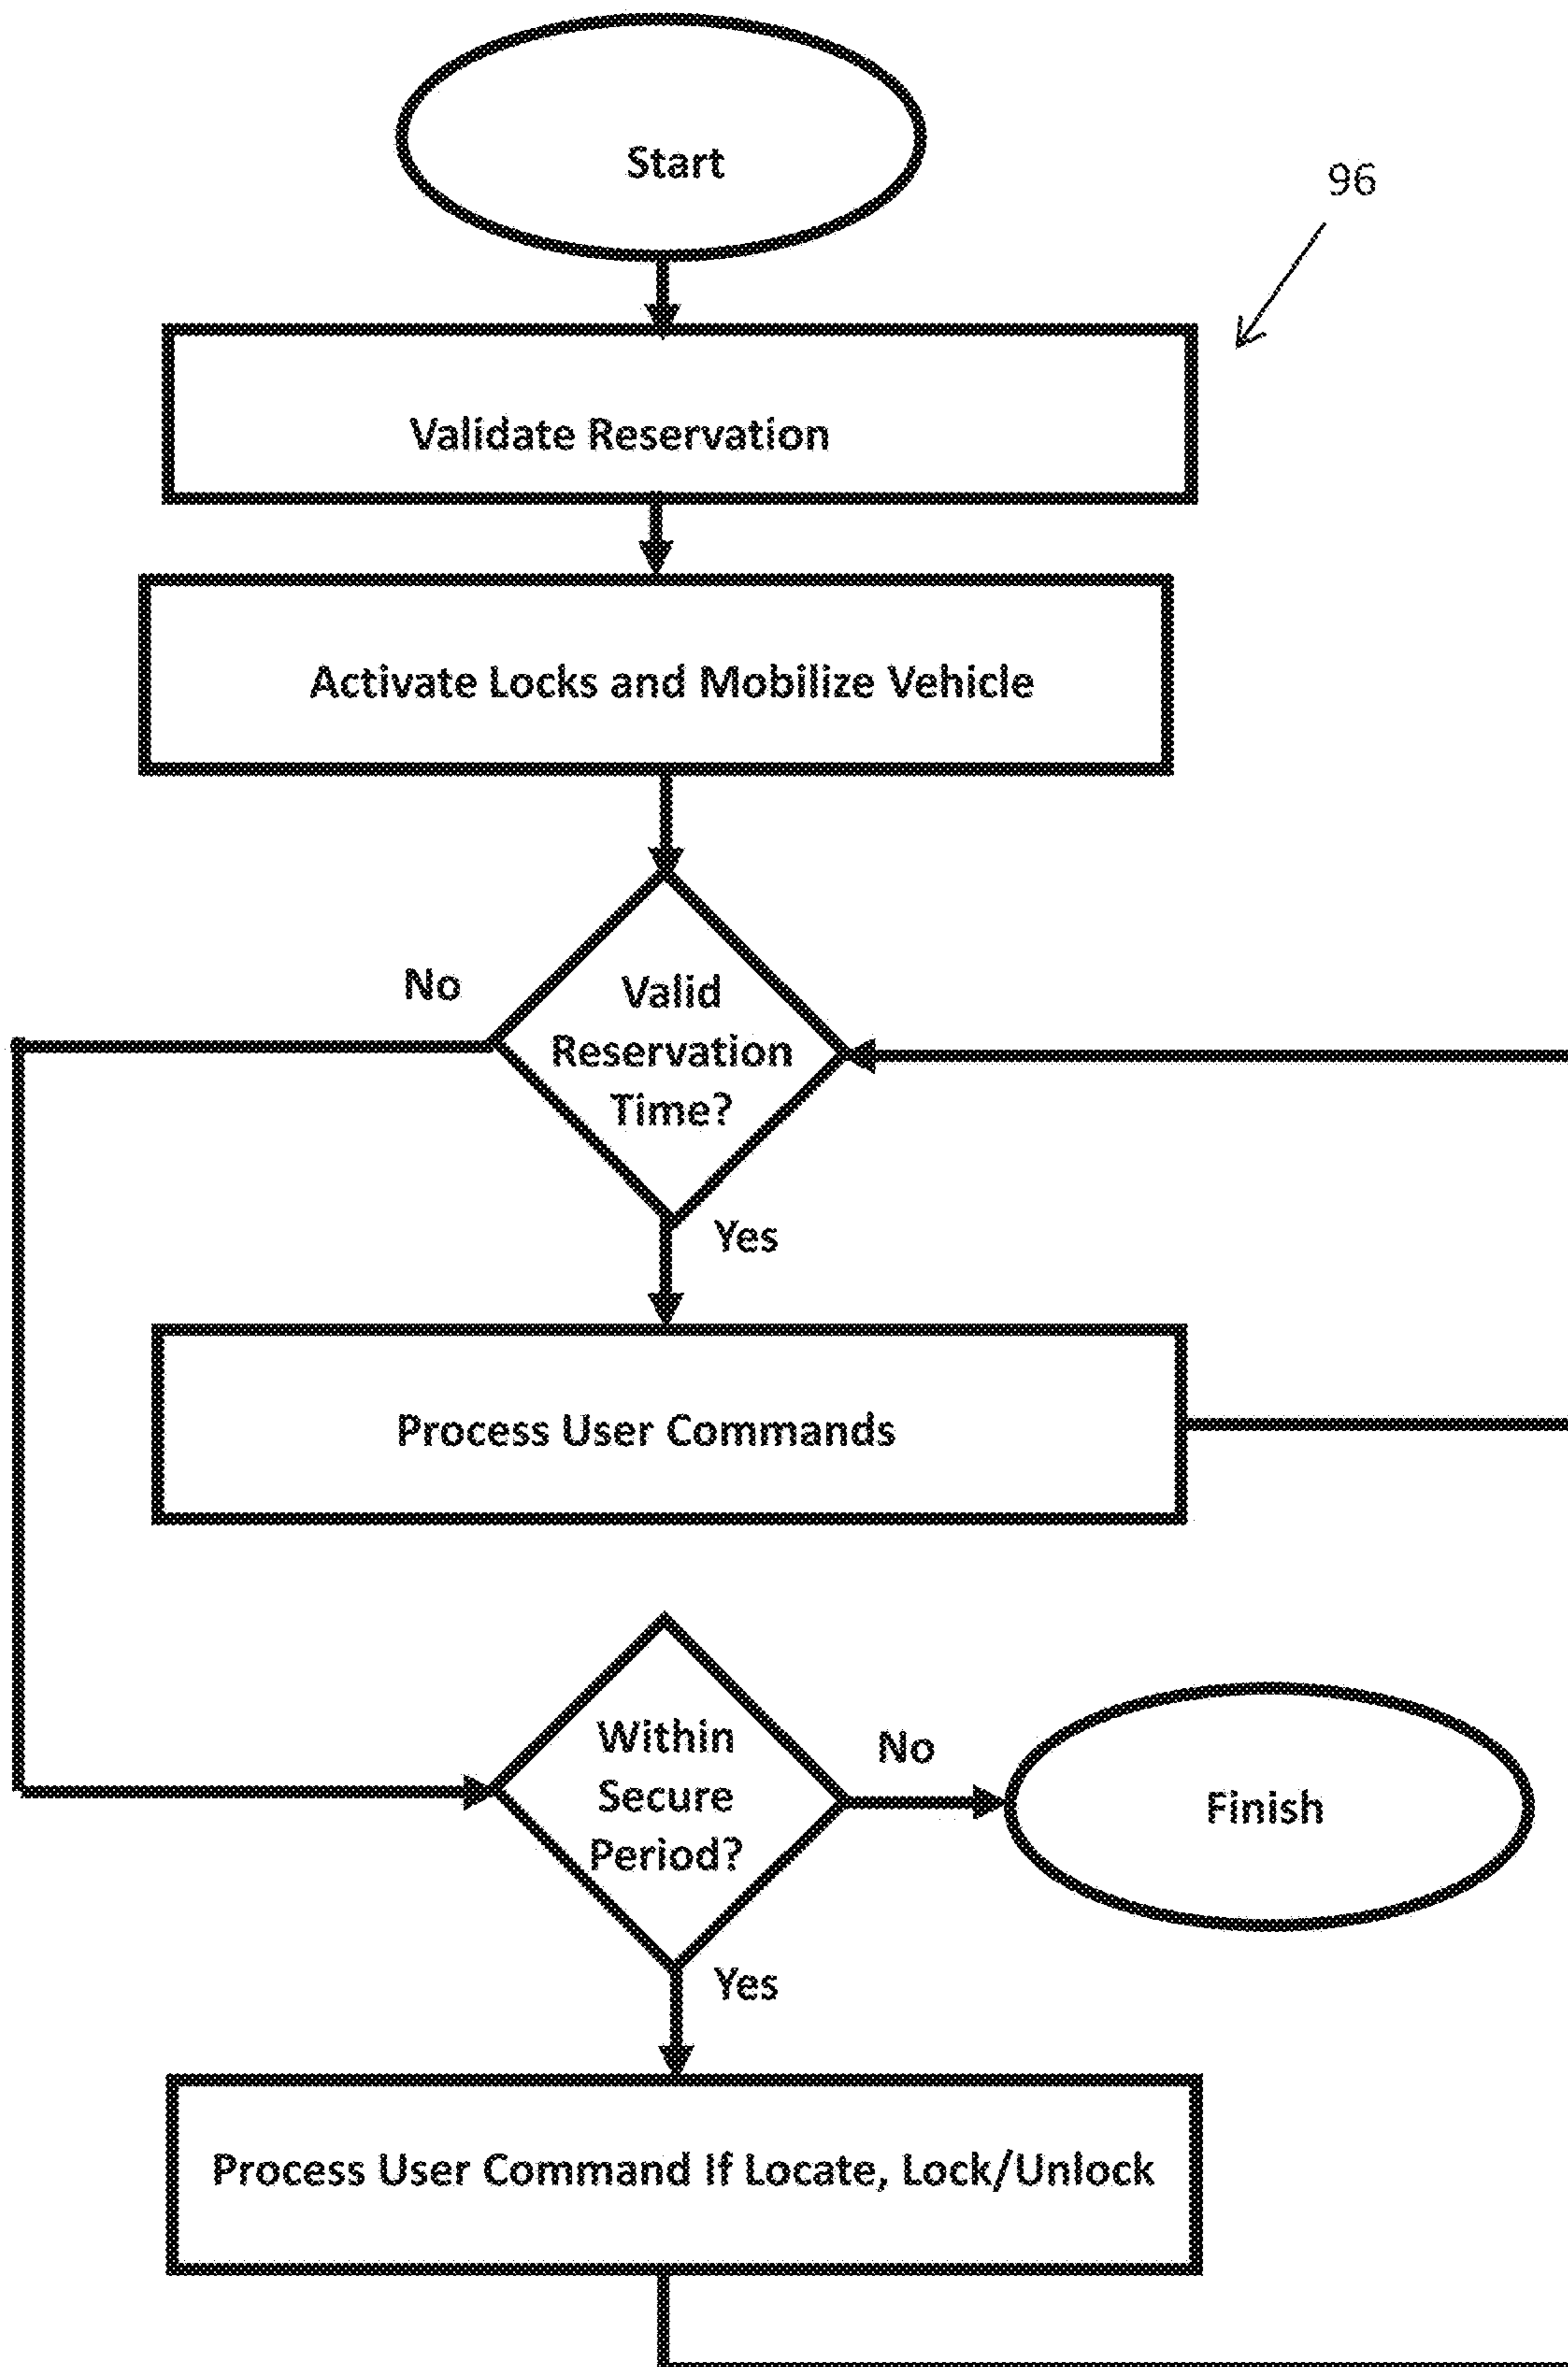 Start
96
Validate Reservation
Activate Locks and Mobilize Vehicle
No
Valid
Reservation
Time?
Yes
Process User Commands
Within
Secure
Period?
No
Finish
Yes
Process User Command If Locate, Lock/Unlock